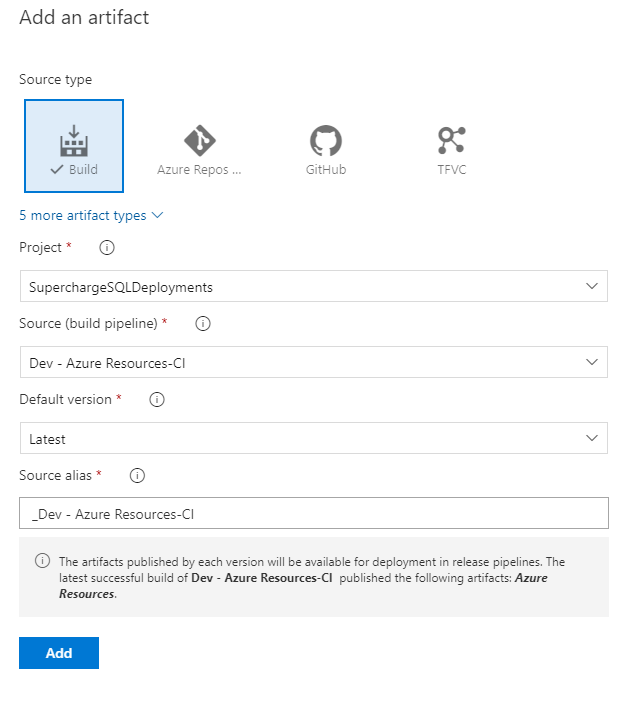 Add an artifact
Source type
Build
Azure Repos ...
GitHub
TFVC
5 more artifact types
Project *
SuperchargeSQLDeployments
Source (build pipeline) *
Dev - Azure Resources-CI
Default version *
Latest
Source alias *
_Dev - Azure Resources-CI
The artifacts published by each version will be available for deployment in release pipelines. The
latest successful build of Dev - Azure Resources-CI published the following artifacts: Azure
Resources.
Add